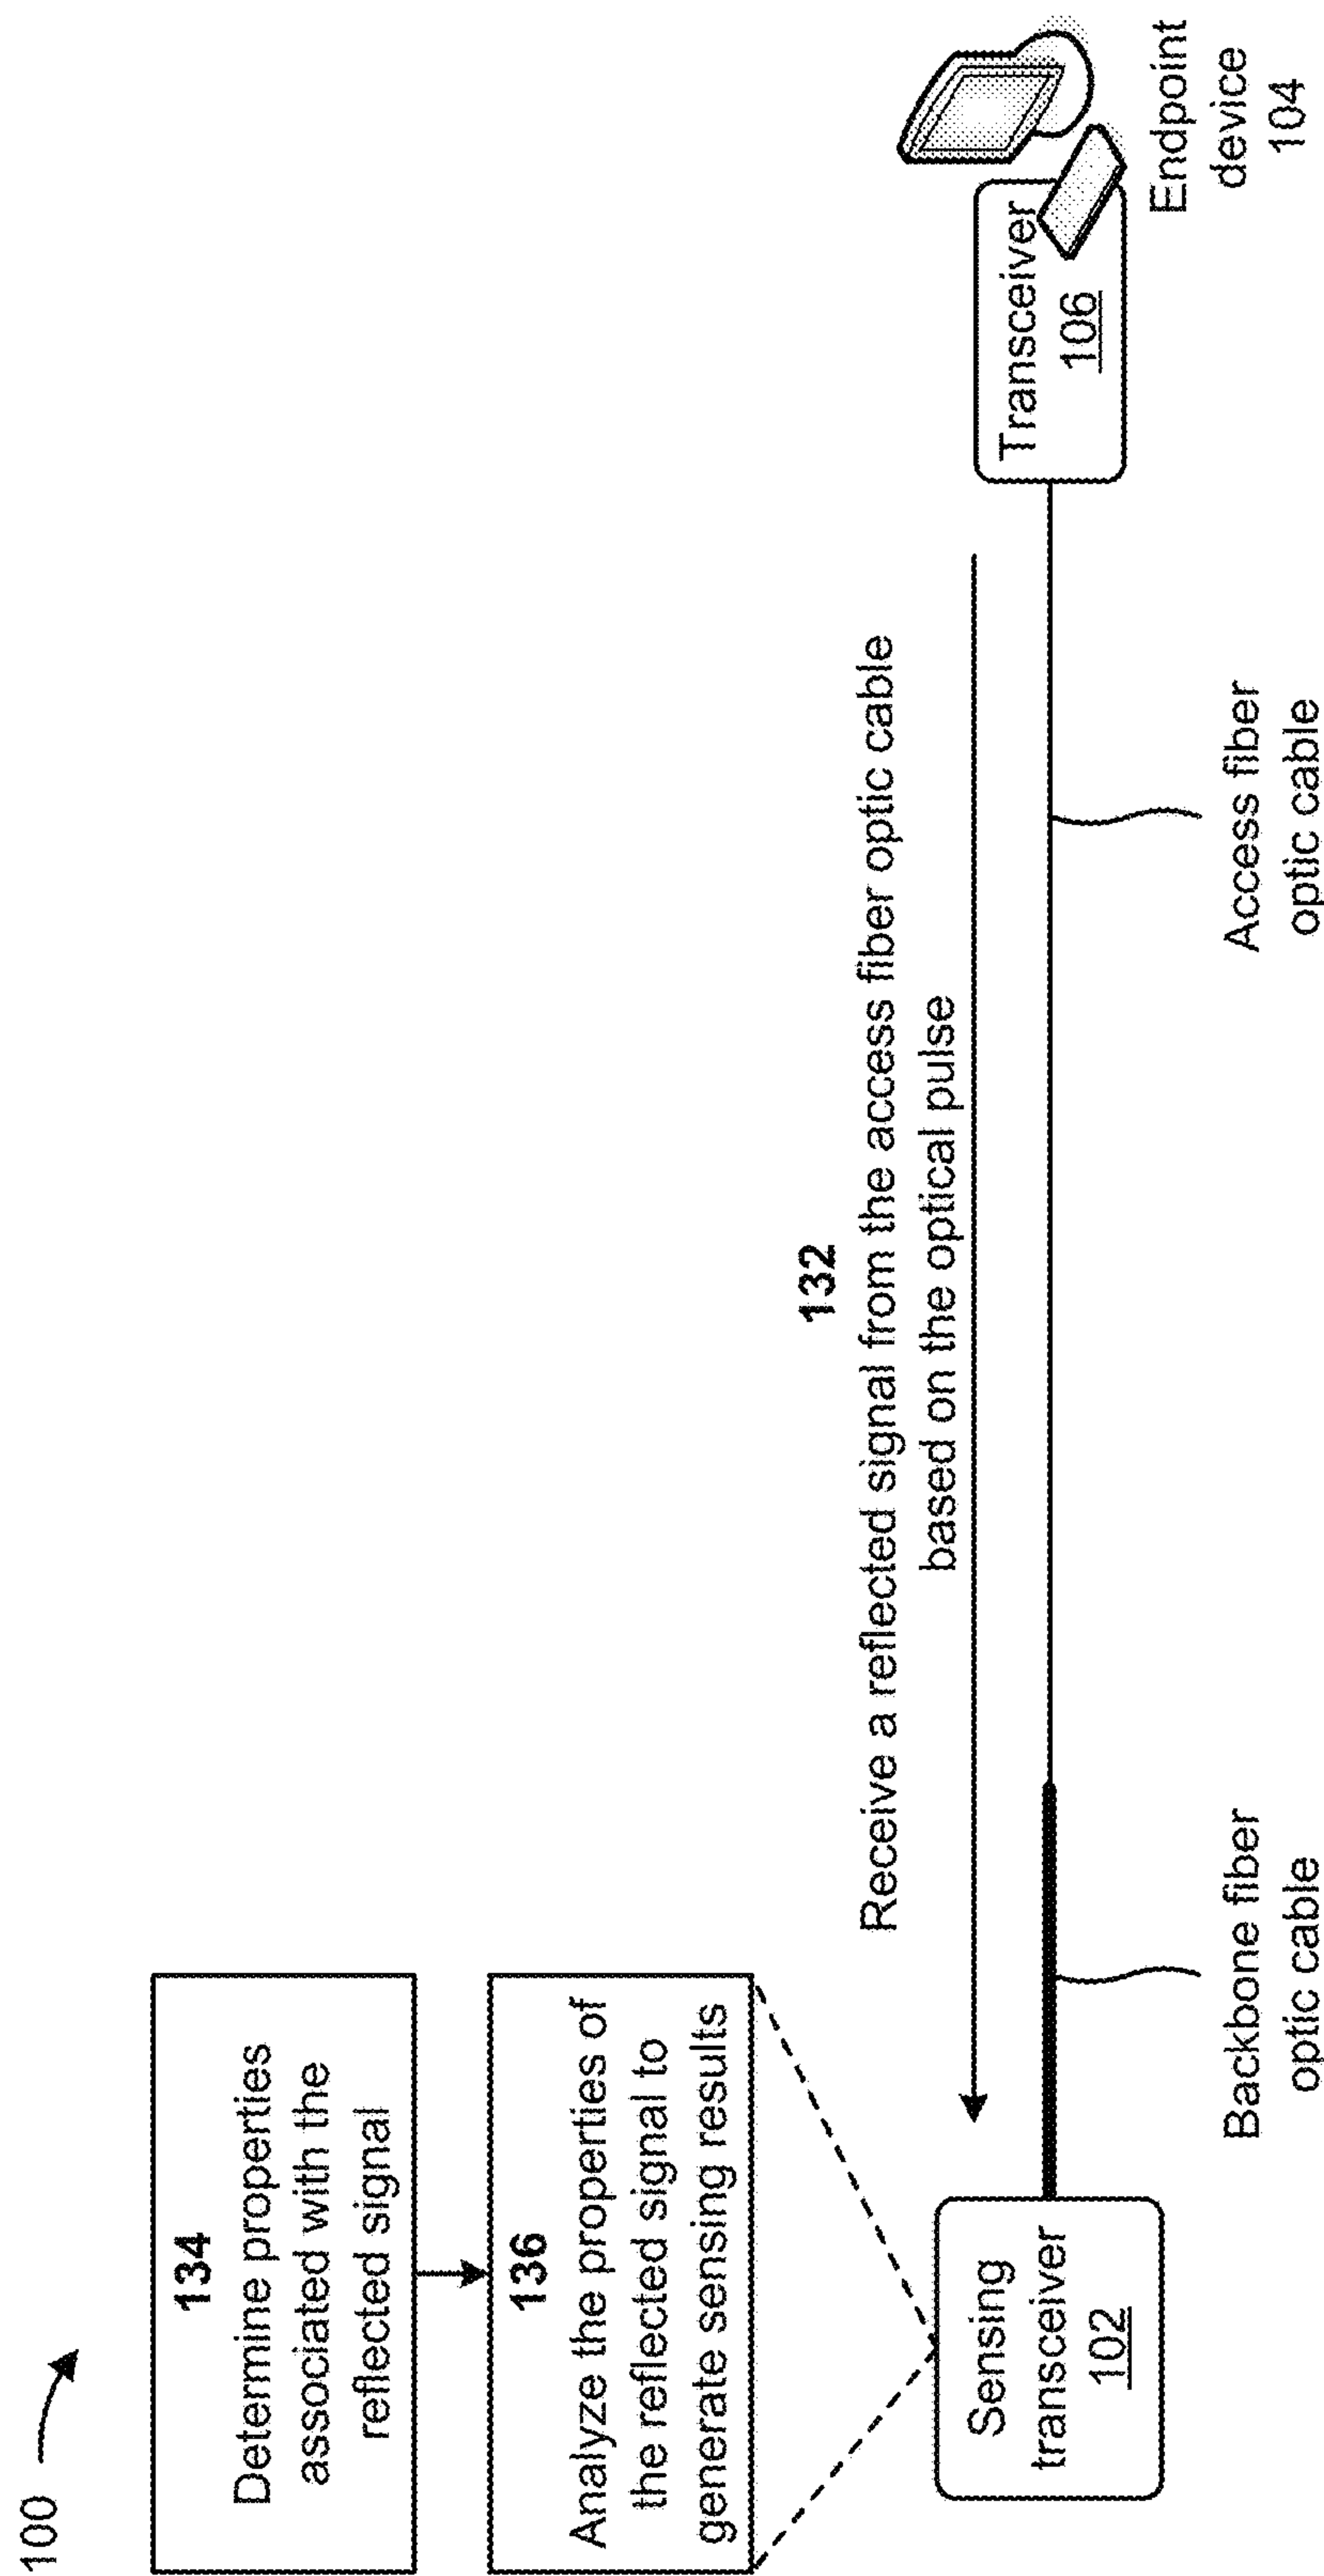 100
134
Determine properties
associated with the
reflected signal
136
Analyze the properties of
the reflected signal to
generate sensing results
132
Receive a reflected signal from the access fiber optic cable
based on the optical pulse
Sensing
transceiver
102
Transceiver
106
Backbone fiber
optic cable
Access fiber
optic cable
Endpoint
device
104